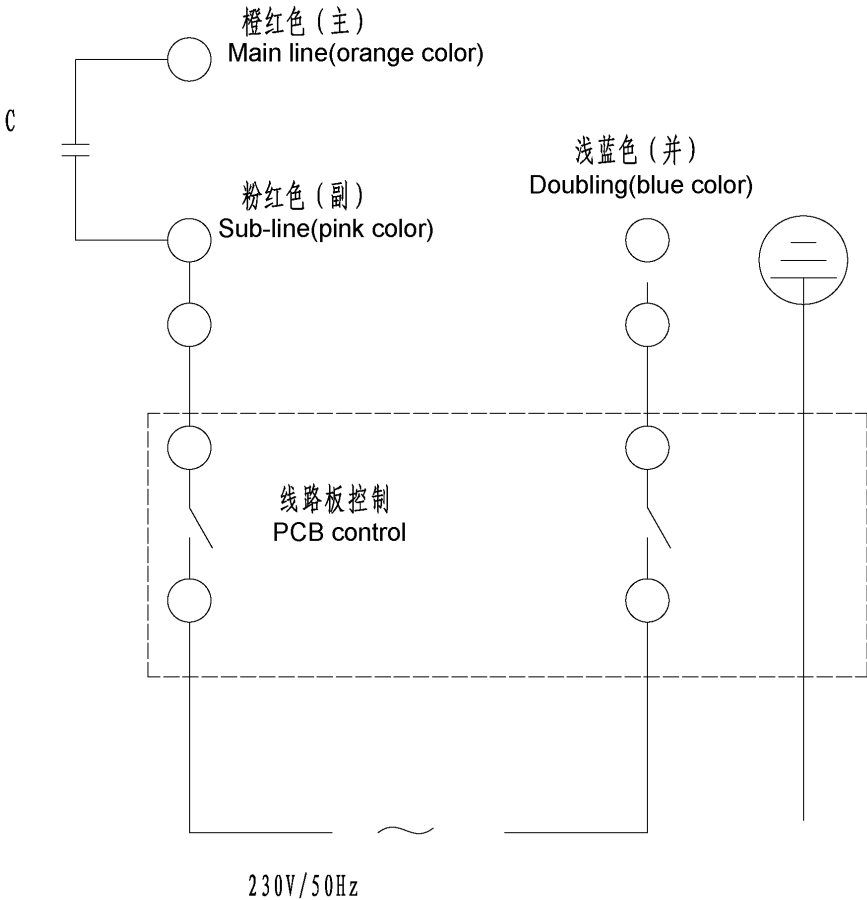 橙红色(主)
Main line(orange color)
C
浅蓝色(并)
Doubling(blue color)
粉红色(副)
Sub-line(pink color)
线路板控制
PCB control
230V/50Hz